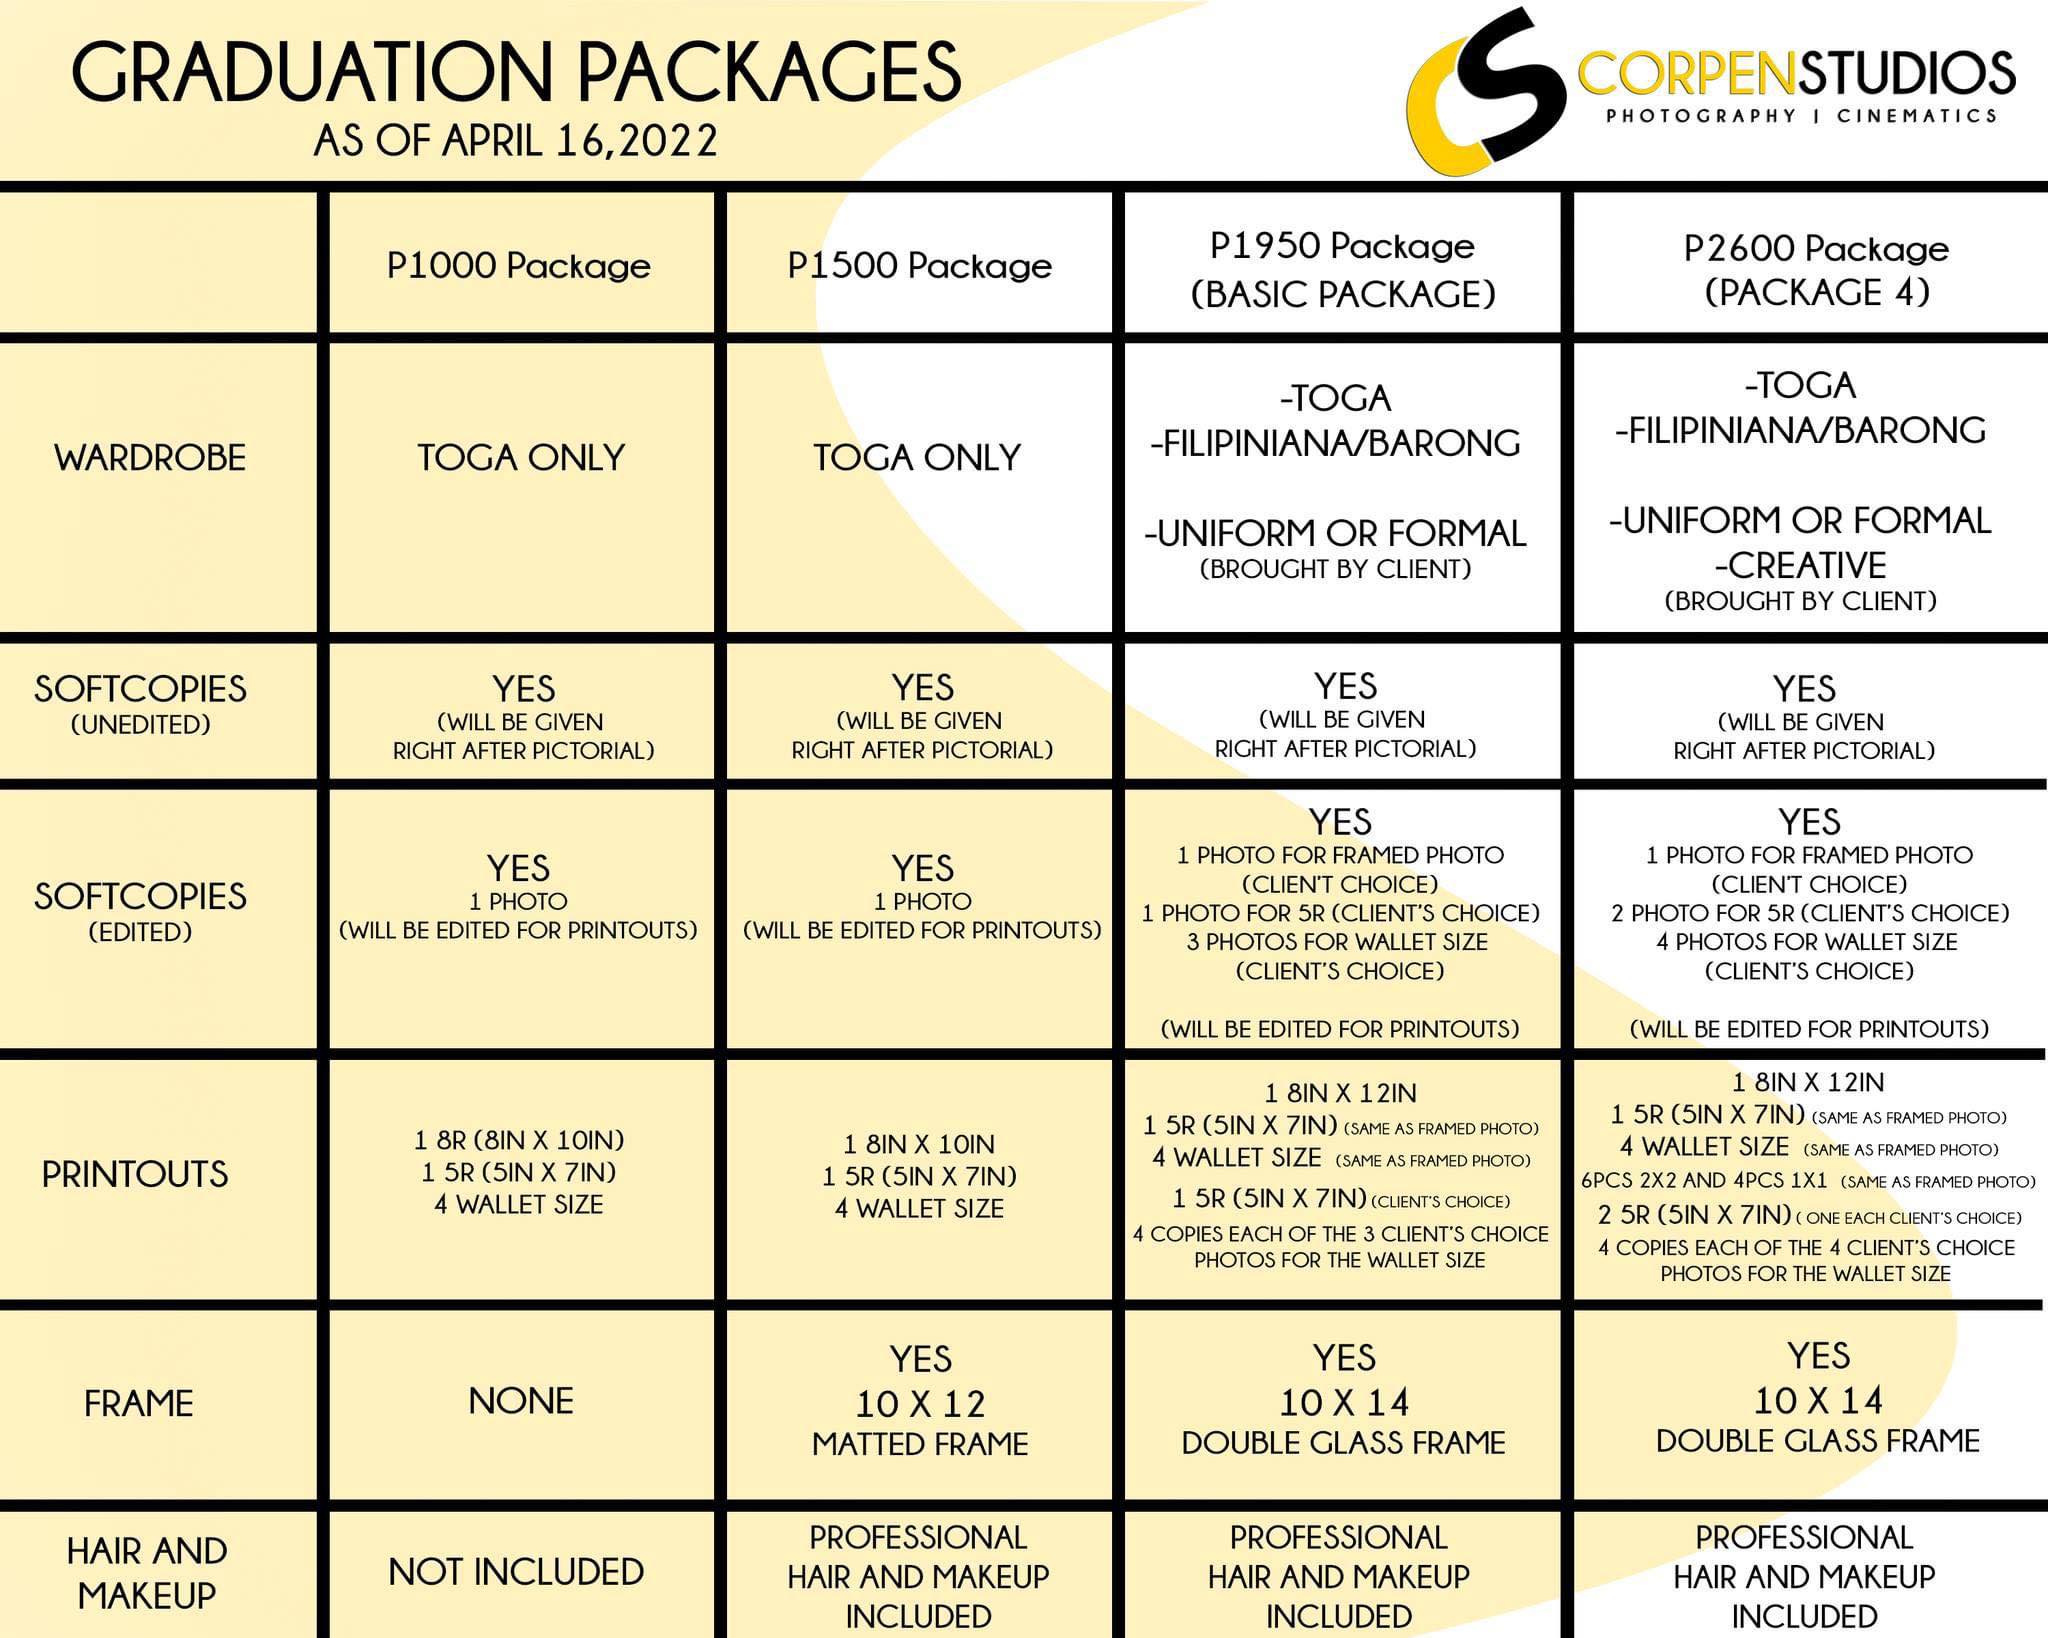 GRADUATION PACKAGES
AS OF APRIL 16,2022
CS CORPENSTUDIOS
PHOTOGRAPHY | CINEMATICS
P1000 Package
P1500 Package
P1950 Package
(BASIC PACKAGE)
P2600 Package
(PACKAGE 4)
WARDROBE
TOGA ONLY
TOGA ONLY
-TOGA
-FILIPINIANA/BARONG
-UNIFORM OR FORMAL
(BROUGHT BY CLIENT)
-TOGA
-FILIPINIANA/BARONG
-UNIFORM OR FORMAL
-CREATIVE
(BROUGHT BY CLIENT)
SOFTCOPIES
(UNEDITED)
YES
(WILL BE GIVEN
RIGHT AFTER PICTORIAL)
YES
(WILL BE GIVEN
RIGHT AFTER PICTORIAL)
YES
(WILL BE GIVEN
RIGHT AFTER PICTORIAL)
YES
(WILL BE GIVEN
RIGHT AFTER PICTORIAL)
SOFTCOPIES
(EDITED)
YES
1 PHOTO
(WILL BE EDITED FOR PRINTOUTS)
YES
1 PHOTO
(WILL BE EDITED FOR PRINTOUTS)
YES
1 PHOTO FOR FRAMED PHOTO
(CLIEN'T CHOICE)
1 PHOTO FOR 5R (CLIENT'S CHOICE)
3 PHOTOS FOR WALLET SIZE
(CLIENT'S CHOICE)
(WILL BE EDITED FOR PRINTOUTS)
YES
1 PHOTO FOR FRAMED PHOTO
(CLIEN'T CHOICE)
2 PHOTO FOR 5R (CLIENT'S CHOICE)
4 PHOTOS FOR WALLET SIZE
(CLIENT'S CHOICE)
(WILL BE EDITED FOR PRINTOUTS)
PRINTOUTS
1 8R (8IN X 10IN)
1 5R (5IN X 7IN)
4 WALLET SIZE
1 8IN X 10IN
1 5R (5IN X 7IN)
4 WALLET SIZE
1 8IN X 12IN
1 5R (5IN X 7IN) (SAME AS FRAMED PHOTO)
4 WALLET SIZE (SAME AS FRAMED PHOTO)
1 5R (5IN X 7IN) (CLIENT'S CHOICE)
4 COPIES EACH OF THE 3 CLIENT'S CHOICE
PHOTOS FOR THE WALLET SIZE
1 8IN X 12IN
1 5R (5IN X 7IN) (SAME AS FRAMED PHOTO)
4 WALLET SIZE (SAME AS FRAMED PHOTO)
6PCS 2X2 AND 4PCS 1X1 (SAME AS FRAMED PHOTO)
2 5R (5IN X 7IN) ( ONE EACH CLIENT'S CHOICE)
4 COPIES EACH OF THE 4 CLIENT'S CHOICE
PHOTOS FOR THE WALLET SIZE
FRAME
NONE
YES
10 X 12
MATTED FRAME
YES
10 X 14
DOUBLE GLASS FRAME
YES
10 X 14
DOUBLE GLASS FRAME
HAIR AND
MAKEUP
NOT INCLUDED
PROFESSIONAL
HAIR AND MAKEUP
INCLUDED
PROFESSIONAL
HAIR AND MAKEUP
INCLUDED
PROFESSIONAL
HAIR AND MAKEUP
INCLUDED